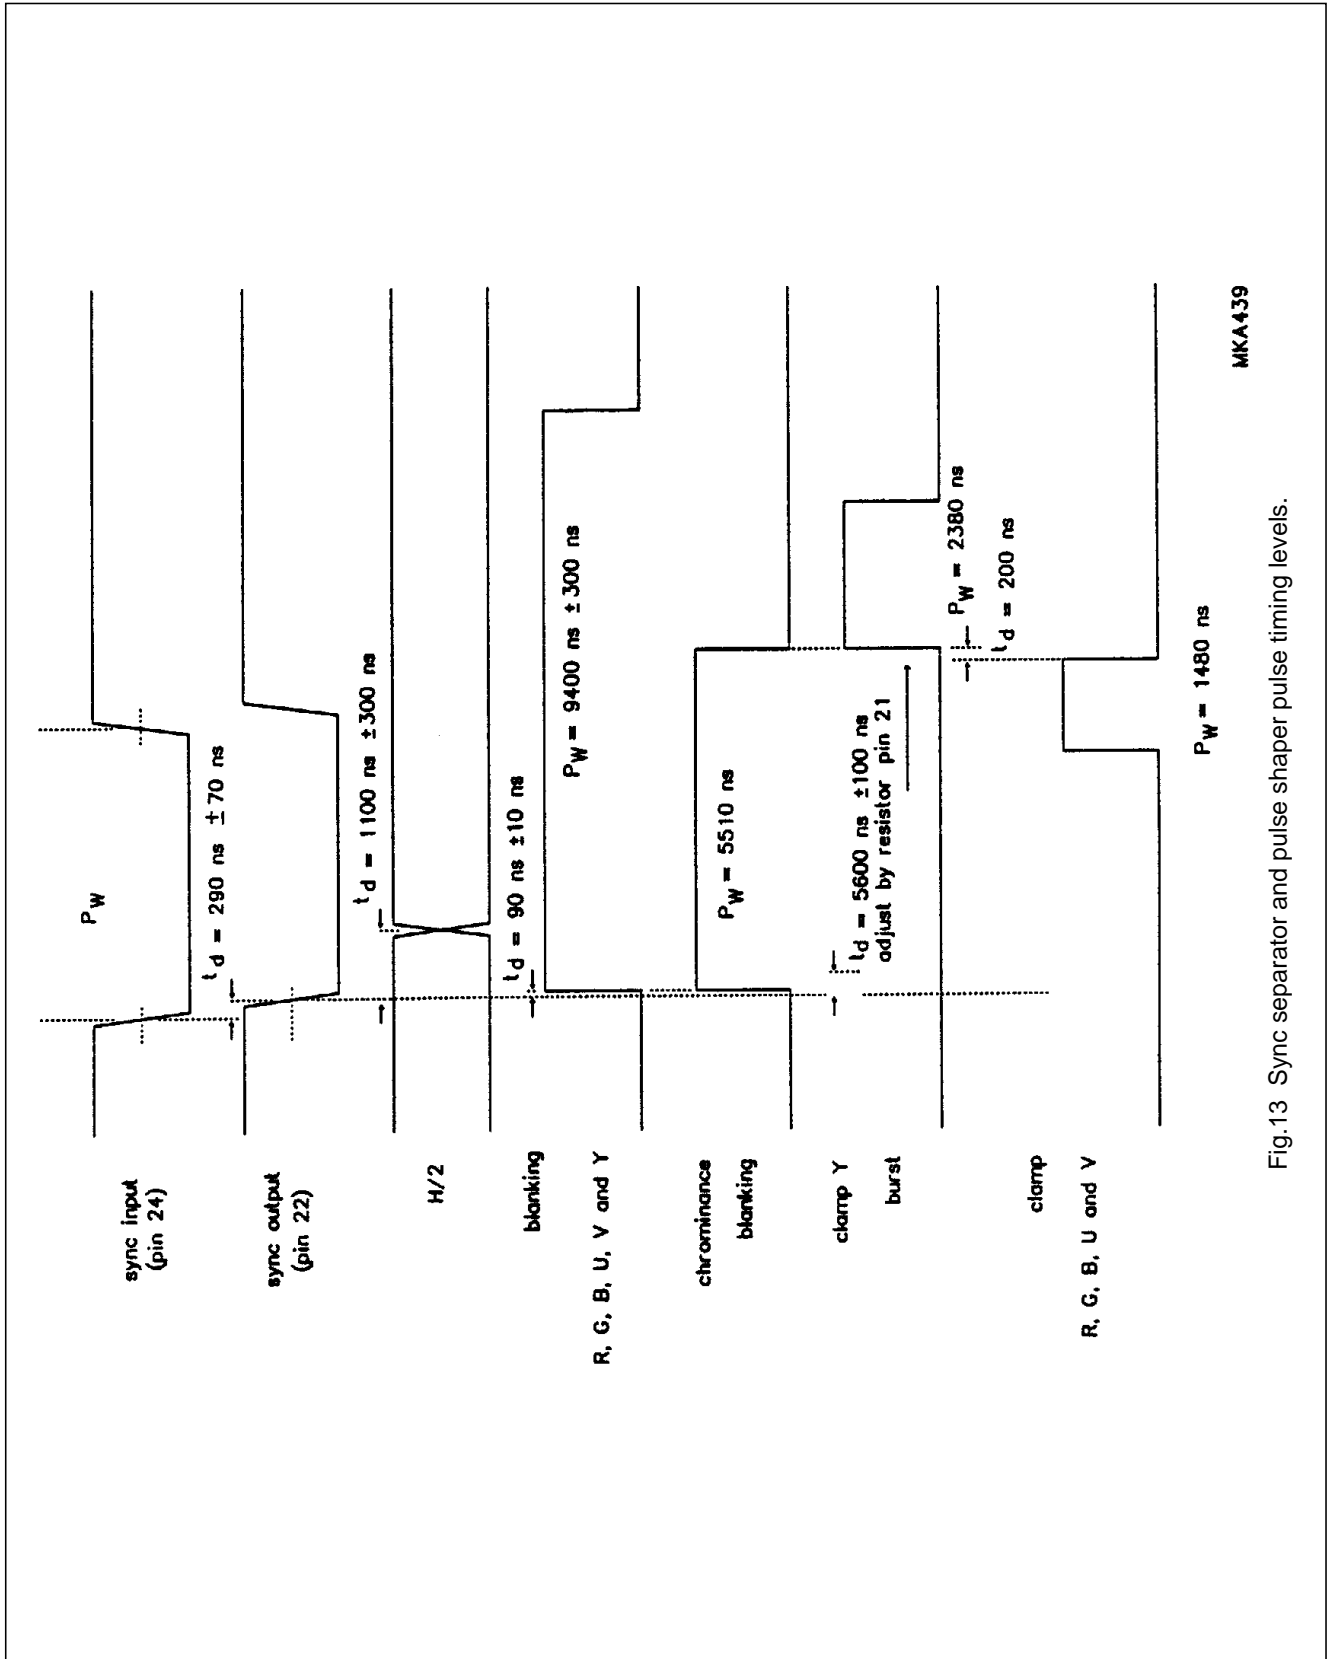 sync input
(pin 24)
P_W
t_d = 290 ns ±70 ns
sync output
(pin 22)
t_d = 1100 ns ±300 ns
H/2
t_d = 90 ns ±10 ns
blanking
R, G, B, U, V and Y
P_W = 9400 ns ±300 ns
chrominance
blanking
P_W = 5510 ns
clamp Y
burst
t_d = 5600 ns ±100 ns
adjust by resistor pin 21
P_W = 2380 ns
t_d = 200 ns
clamp
R, G, B, U and V
P_W = 1480 ns
MKA439
Fig.13 Sync separator and pulse shaper pulse timing levels.